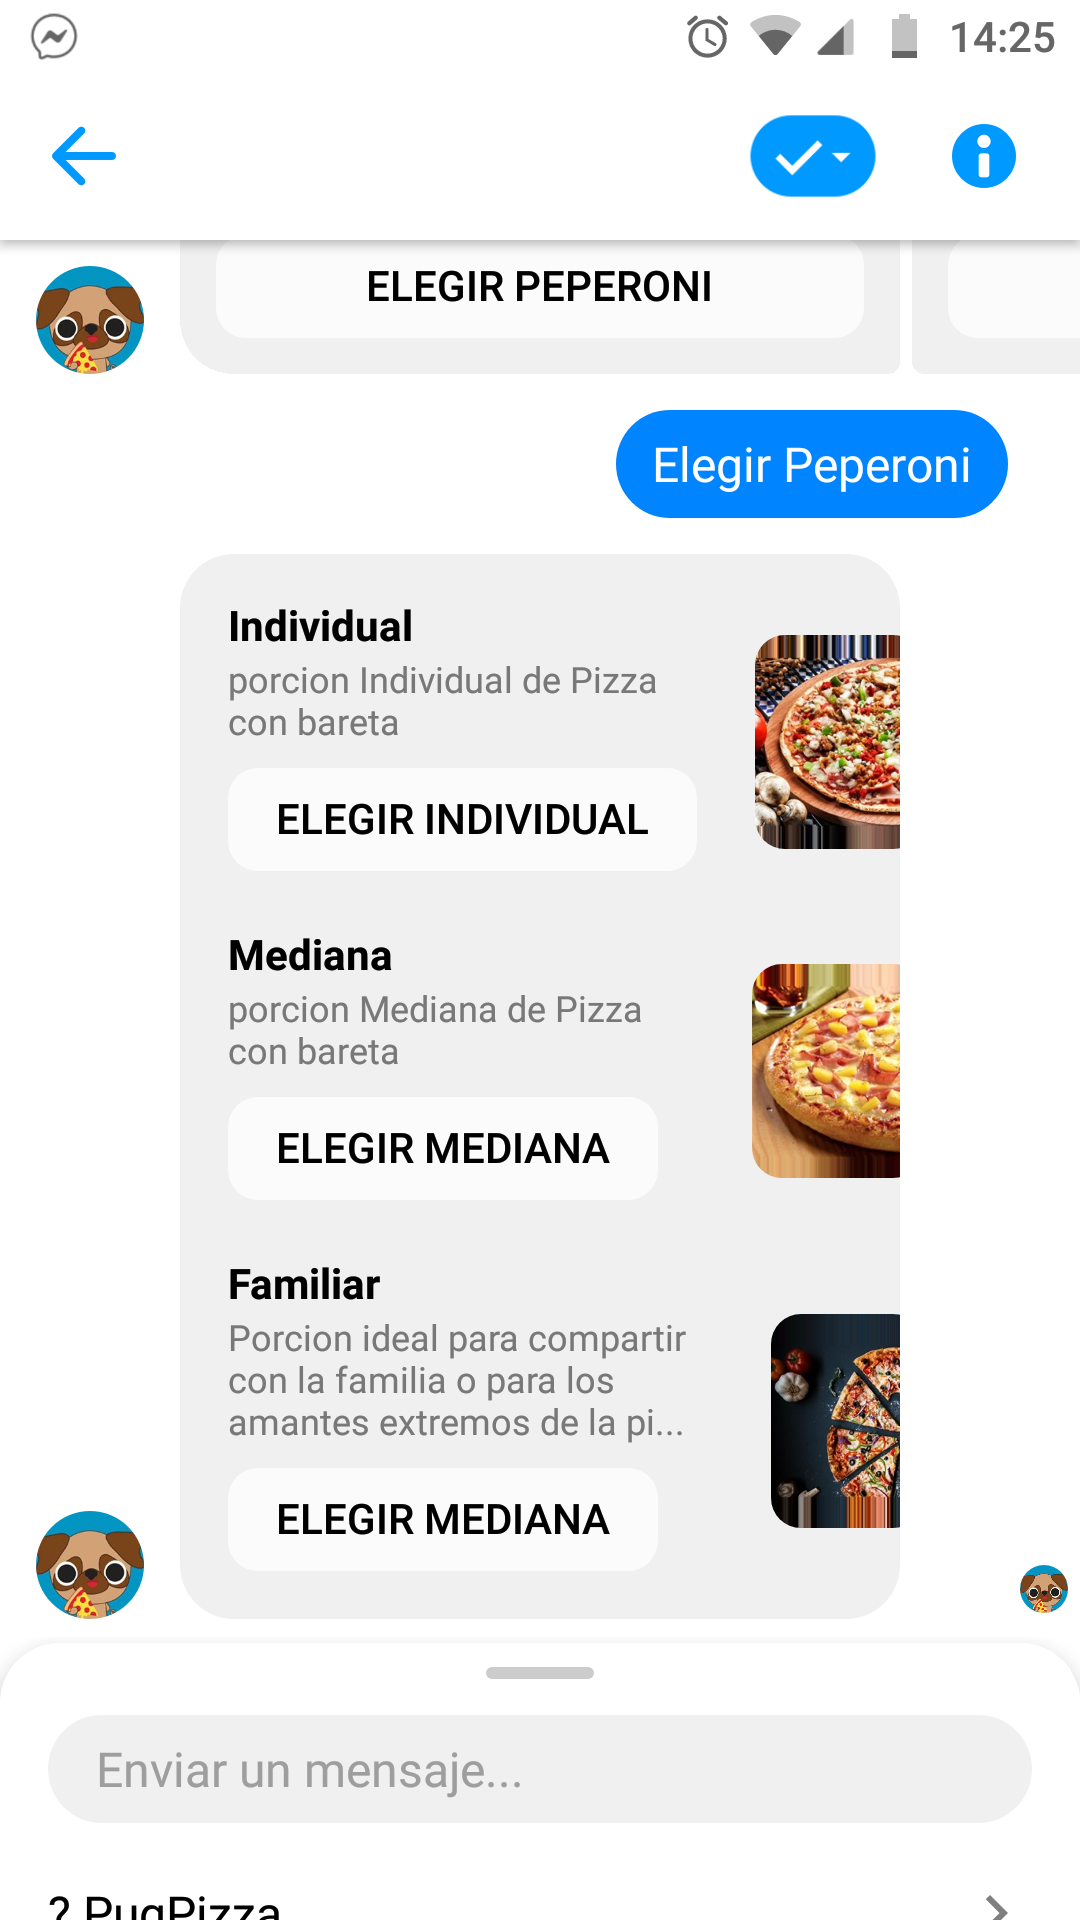 14:25
ELEGIR PEPERONI
Elegir Peperoni
Individual
porcion Individual de Pizza
con bareta
ELEGIR INDIVIDUAL
Mediana
porcion Mediana de Pizza
con bareta
ELEGIR MEDIANA
Familiar
Porcion ideal para compartir
con la familia o para los
amantes extremos de la pi...
ELEGIR MEDIANA
Enviar un mensaje...
? PugPizza